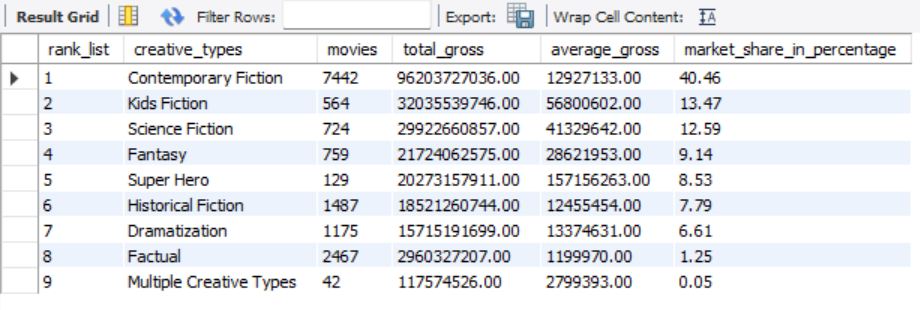 Result Grid Filter Rows: Export: Wrap Cell Content: IA
rank_list creative_types movies total_gross average_gross market_share_in_percentage
1 Contemporary Fiction 7442 96203727036.00 12927133.00 40.46
2 Kids Fiction 564 32035539746.00 56800602.00 13.47
3 Science Fiction 724 29922660857.00 41329642.00 12.59
4 Fantasy 759 21724062575.00 28621953.00 9.14
5 Super Hero 129 20273157911.00 157156263.00 8.53
6 Historical Fiction 1487 18521260744.00 12455454.00 7.79
7 Dramatization 1175 15715191699.00 13374631.00 6.61
8 Factual 2467 2960327207.00 1199970.00 1.25
9 Multiple Creative Types 42 117574526.00 2799393.00 0.05